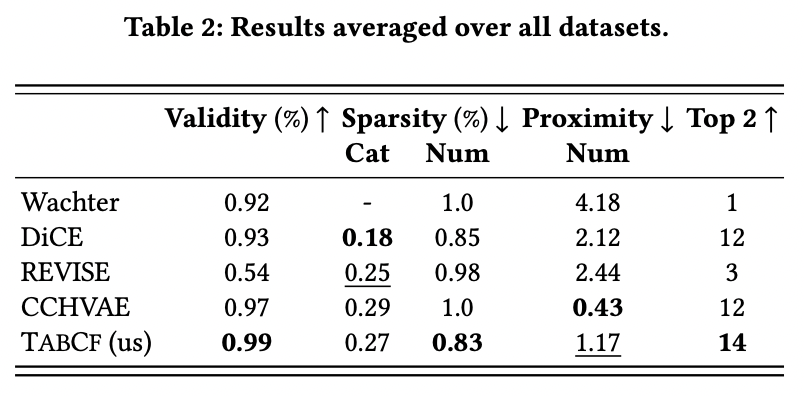 Table 2: Results averaged over all datasets.
Validity (%) ↑ Sparsity (%) ↓ Proximity ↓ Top 2 ↑
Cat Num Num
Wachter 0.92 - 1.0 4.18 1
DiCE 0.93 0.18 0.85 2.12 12
REVISE 0.54 0.25 0.98 2.44 3
CCHVAE 0.97 0.29 1.0 0.43 12
TABCF (us) 0.99 0.27 0.83 1.17 14